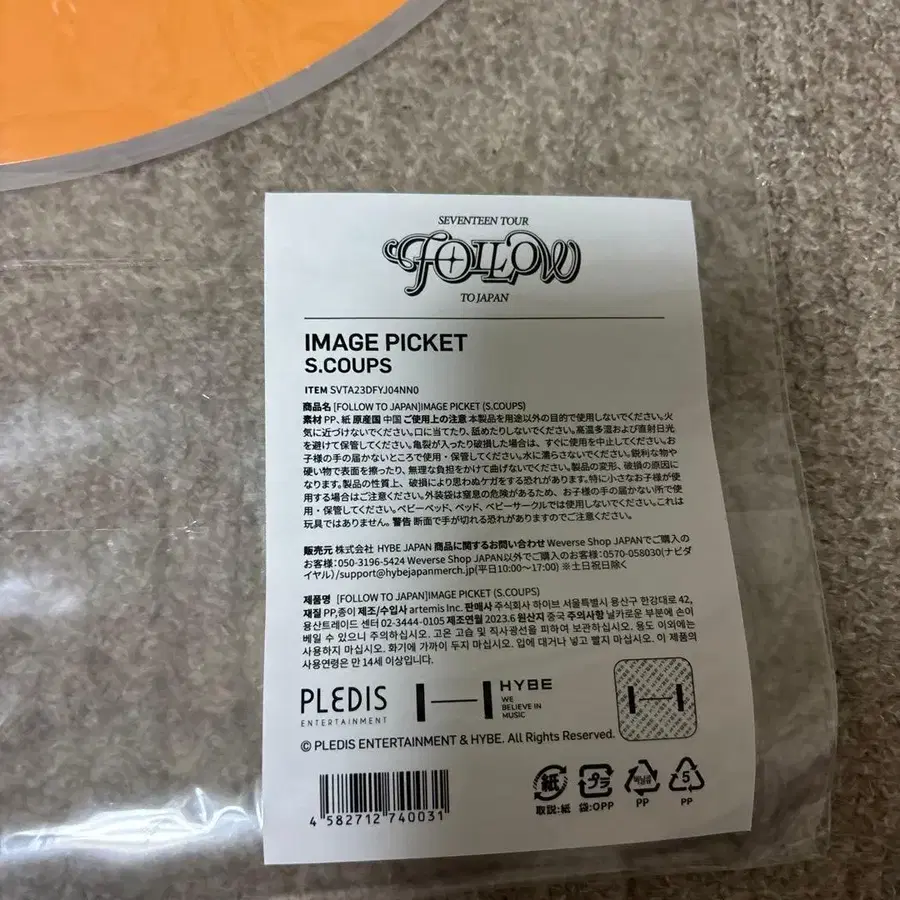 SEVENTEEN TOUR
FOLLOW
TO JAPAN
IMAGE PICKET
S.COUPS
ITEM SVTA23DFYJ04NN0
商品名 [FOLLOW TO JAPAN]IMAGE PICKET (S.COUPS)
素材 PP、紙 原産国 中国 ご使用上の注意 本製品を用途以外の目的で使用しないでください。火
気に近づけないでください。口に当てたり、舐めたりしないでください。高温多湿および直射日光
を避けて保管してください。亀裂が入ったり破損した場合は、すぐに使用を中止してください。お
子様の手の届かないところで使用・保管してください。水に濡らさないでください。鋭利な物や
硬い物で表面を擦ったり、無理な負担をかけて曲げないでください。製品の変形、破損の原因に
なります。製品の性質上、破損により思わぬケガをする恐れがあります。特に小さなお子様が使
用する場合はご注意ください。外装袋は窒息の危険があるため、お子様の手の届かない所で使
用・保管してください。ベビーベッド、ベッド、ベビーサークルでは使用しないでください。これは
玩具ではありません。警告 断面で手が切れる恐れがありますのでご注意ください。
販売元 株式会社 HYBE JAPAN 商品に関するお問い合わせ Weverse Shop JAPANでご購入の
お客様:050-3196-5424 Weverse Shop JAPAN以外でご購入のお客様:0570-058030(ナビダ
イヤル)/support@hybejapanmerch.jp(平日10:00~17:00) ※土日祝日除く
제품명 [FOLLOW TO JAPAN]IMAGE PICKET (S.COUPS)
재질 PP,종이 제조/수입사 artemis Inc. 판매사 주식회사 하이브 서울특별시 용산구 한강대로 42,
용산트레이드 센터 02-3444-0105 제조연월 2023.6 원산지 중국 주의사항 날카로운 부분에 손이
베일 수 있으니 주의하십시오. 고온 고습 및 직사광선을 피하여 보관하십시오. 용도 이외에는
사용하지 마십시오. 화기에 가까이 두지 마십시오. 입에 대거나 넣고 빨지 마십시오. 이 제품의
사용연령은 만 14세 이상입니다.
PLEDIS
ENTERTAINMENT
HYBE
WE
BELIEVE IN
MUSIC
© PLEDIS ENTERTAINMENT & HYBE. All Rights Reserved.
4 582712 740031
紙
プラ
5
取説:紙 袋:OPP PP PP